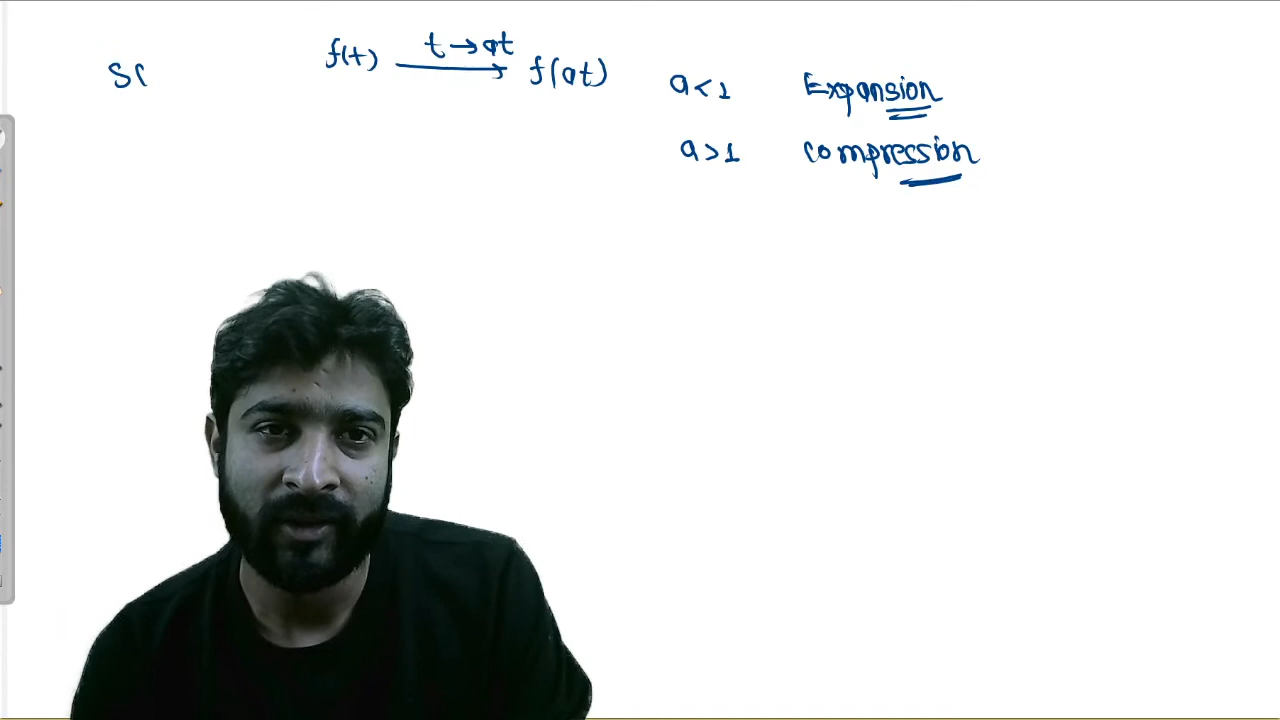 SC
f(t) t→at f(at) a<1 Expansion
a>1 compression